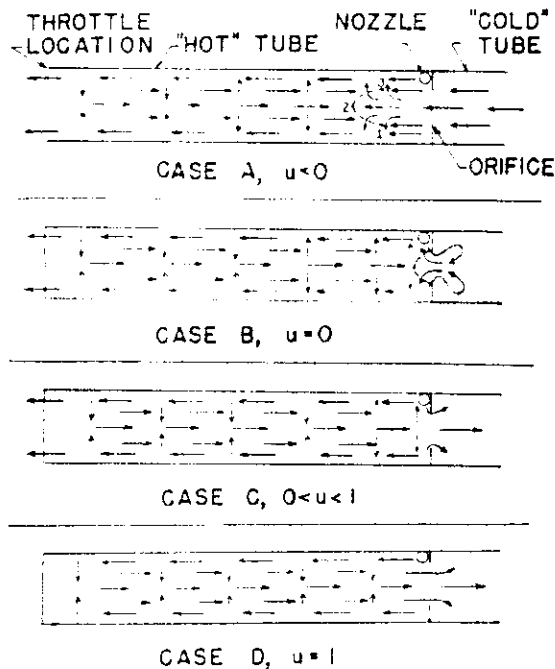 THROTTLE LOCATION
"HOT" TUBE
NOZZLE
"COLD" TUBE
ORIFICE
CASE A, u<0
CASE B, u=0
CASE C, 0<u<1
CASE D, u=1